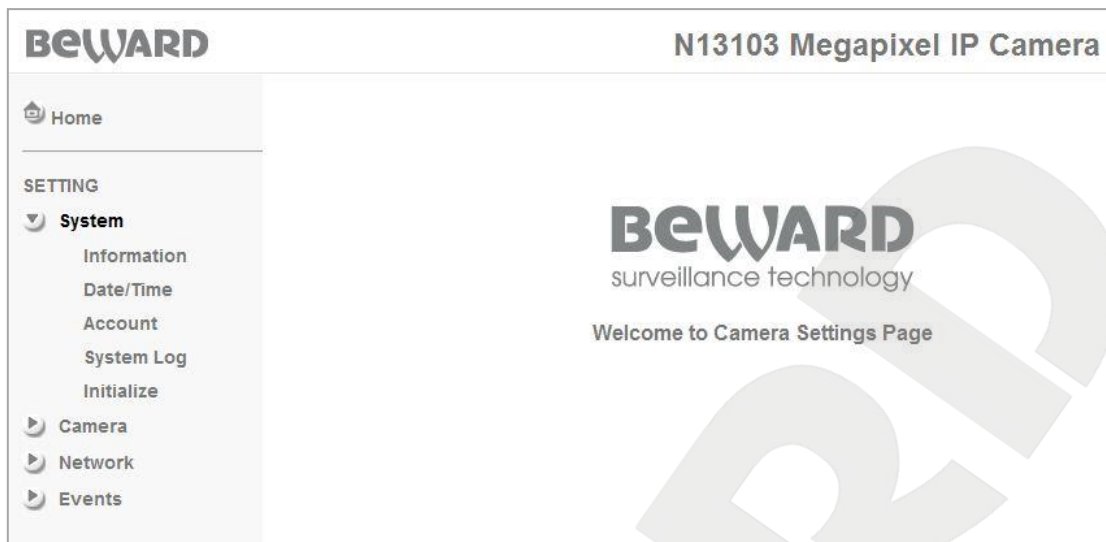 BEWARD
N13103 Megapixel IP Camera
Home
SETTING
System
Information
Date/Time
Account
System Log
Initialize
Camera
Network
Events
BEWARD
surveillance technology
Welcome to Camera Settings Page
RD